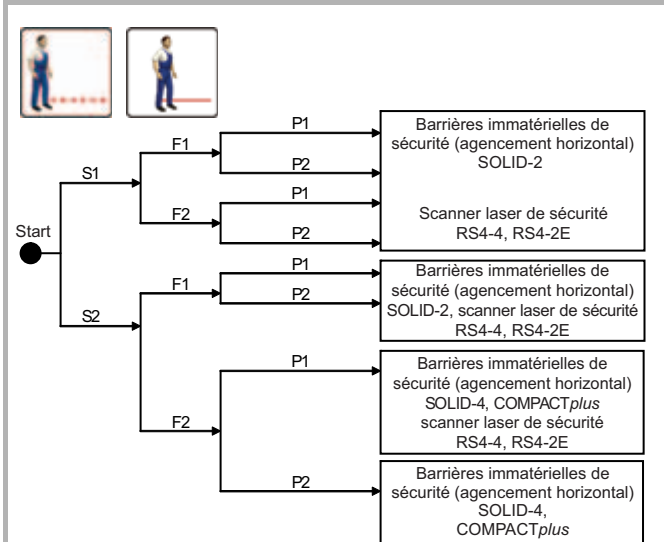 P1
Barrières immatérielles de
sécurité (agencement horizontal)
SOLID-2
F1
P2
S1
P1
Scanner laser de sécurité
RS4-4, RS4-2E
F2
P2
Start
P1
Barrières immatérielles de
sécurité (agencement horizontal)
SOLID-2, scanner laser de sécurité
RS4-4, RS4-2E
F1
P2
S2
P1
Barrières immatérielles de
sécurité (agencement horizontal)
SOLID-4, COMPACTplus
scanner laser de sécurité
RS4-4, RS4-2E
F2
P2
Barrières immatérielles de
sécurité (agencement horizontal)
SOLID-4,
COMPACTplus